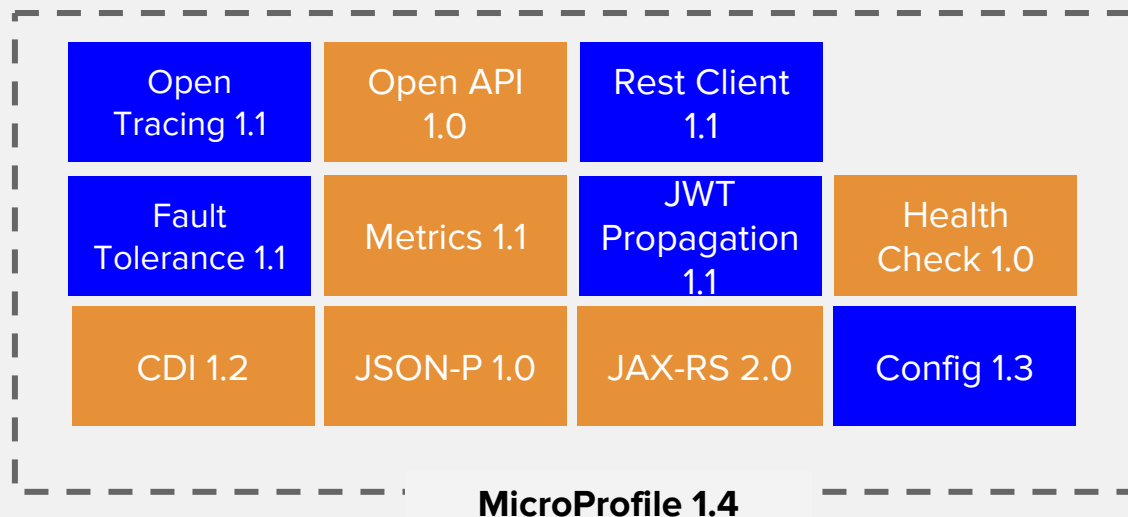 Open
Tracing 1.1
Open API
1.0
Rest Client
1.1
Fault
Tolerance 1.1
Metrics 1.1
JWT
Propagation
1.1
Health
Check 1.0
CDI 1.2
JSON-P 1.0
JAX-RS 2.0
Config 1.3
MicroProfile 1.4